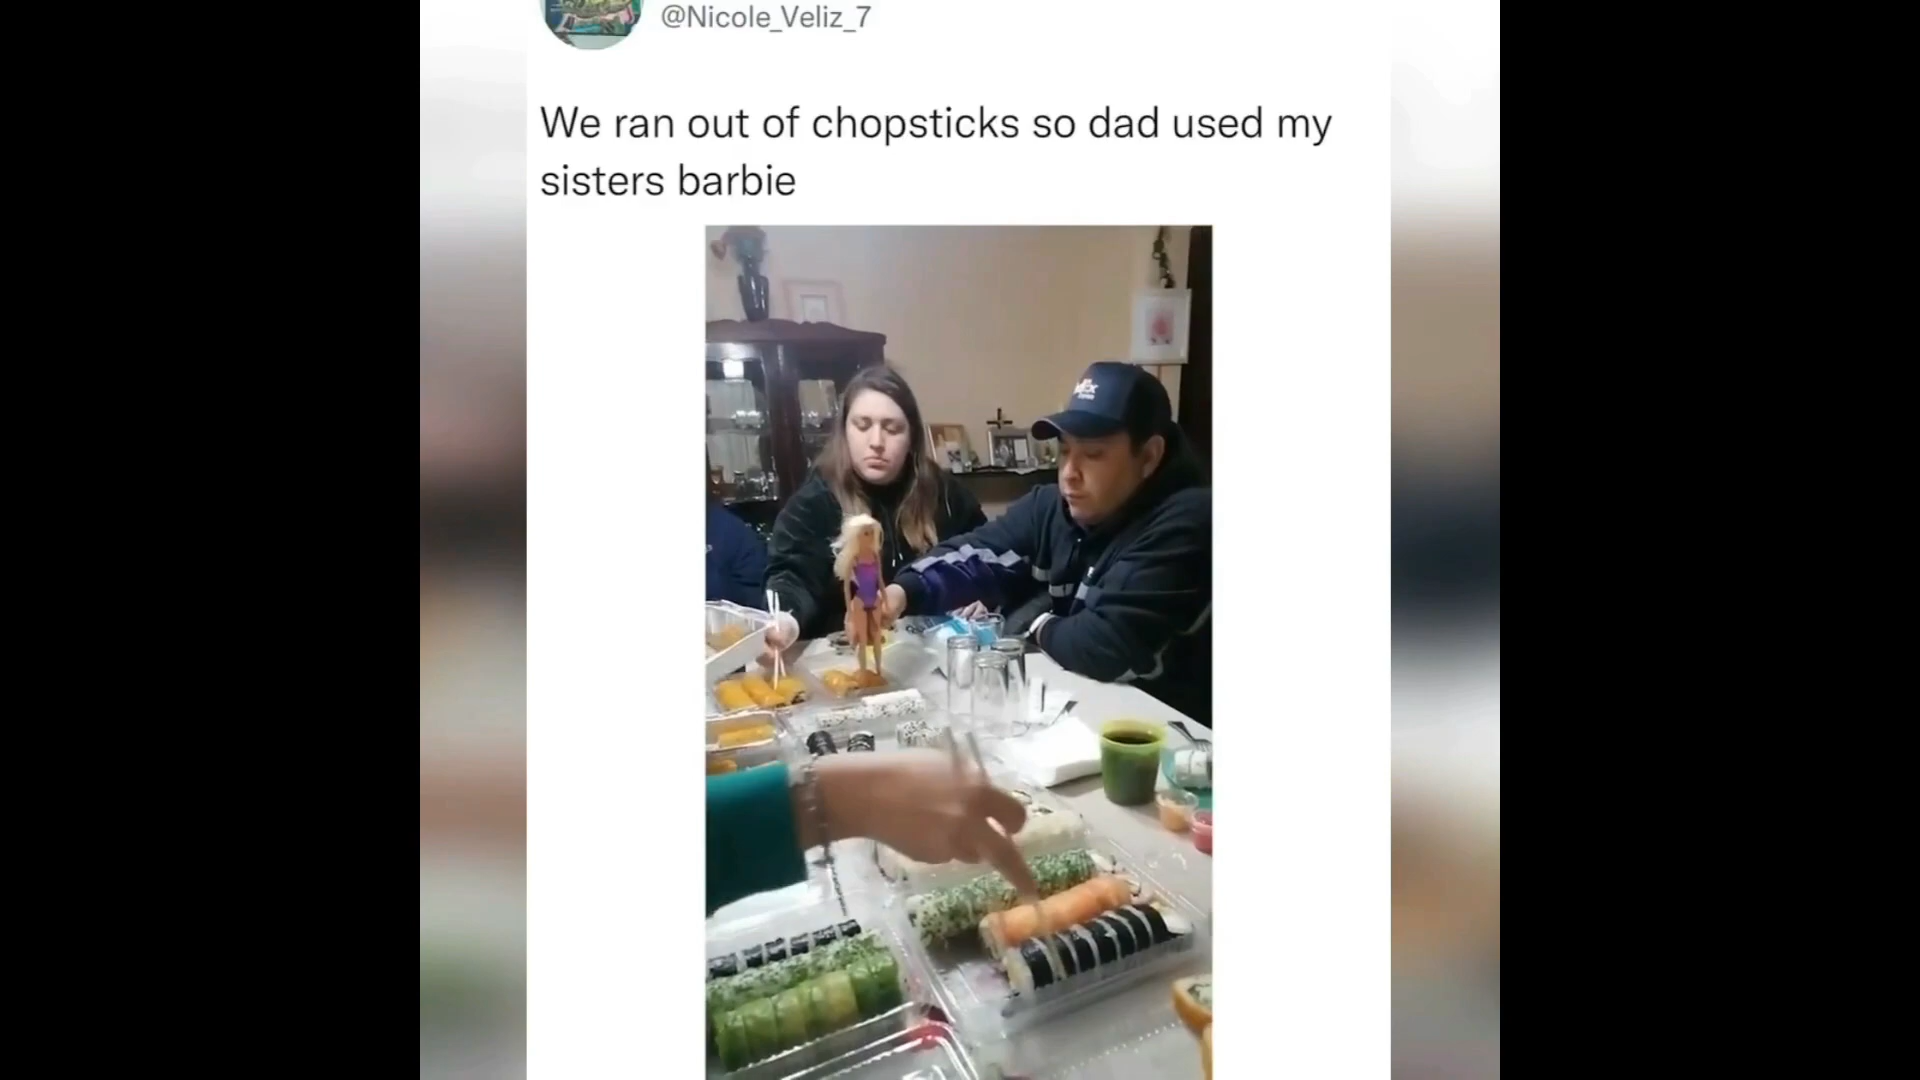 @Nicole_Veliz_7
We ran out of chopsticks so dad used my
sisters barbie